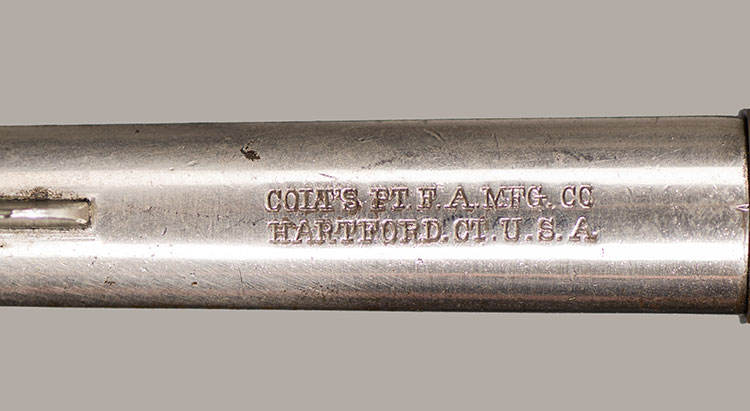 COLT'S. PT. F. A. MFG. CO
HARTFORD. CT. U. S. A.